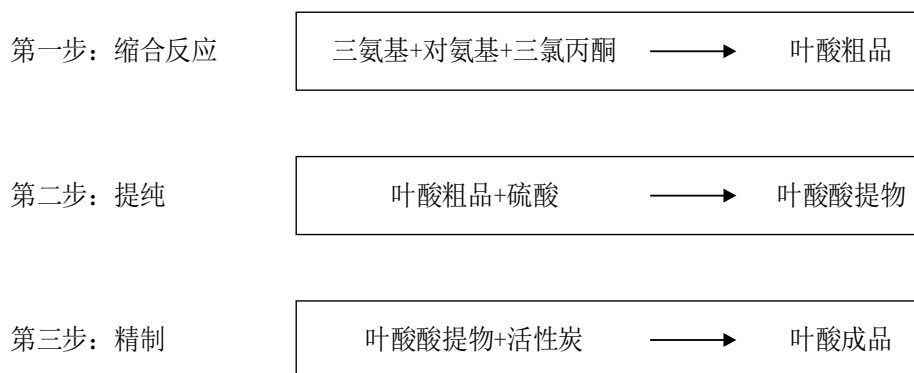 第一步：缩合反应 三氨基+对氨基+三氯丙酮 叶酸粗品
第二步：提纯 叶酸粗品+硫酸 叶酸酸提物
第三步：精制 叶酸酸提物+活性炭 叶酸成品